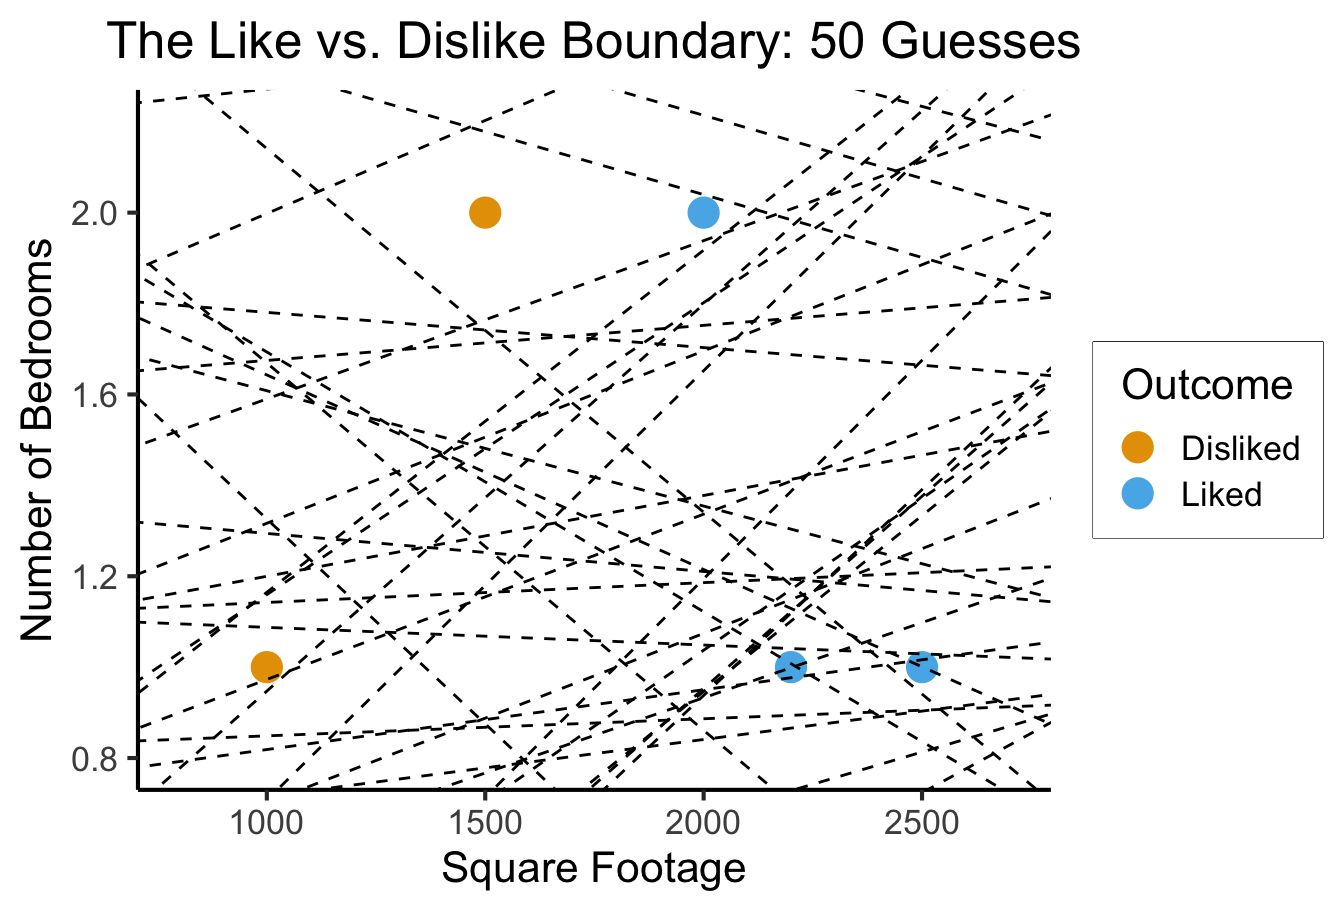 The Like vs. Dislike Boundary: 50 Guesses
Number of Bedrooms
2.0
1.6
1.2
0.8
1000 1500 2000 2500
Square Footage
Outcome
Disliked
Liked